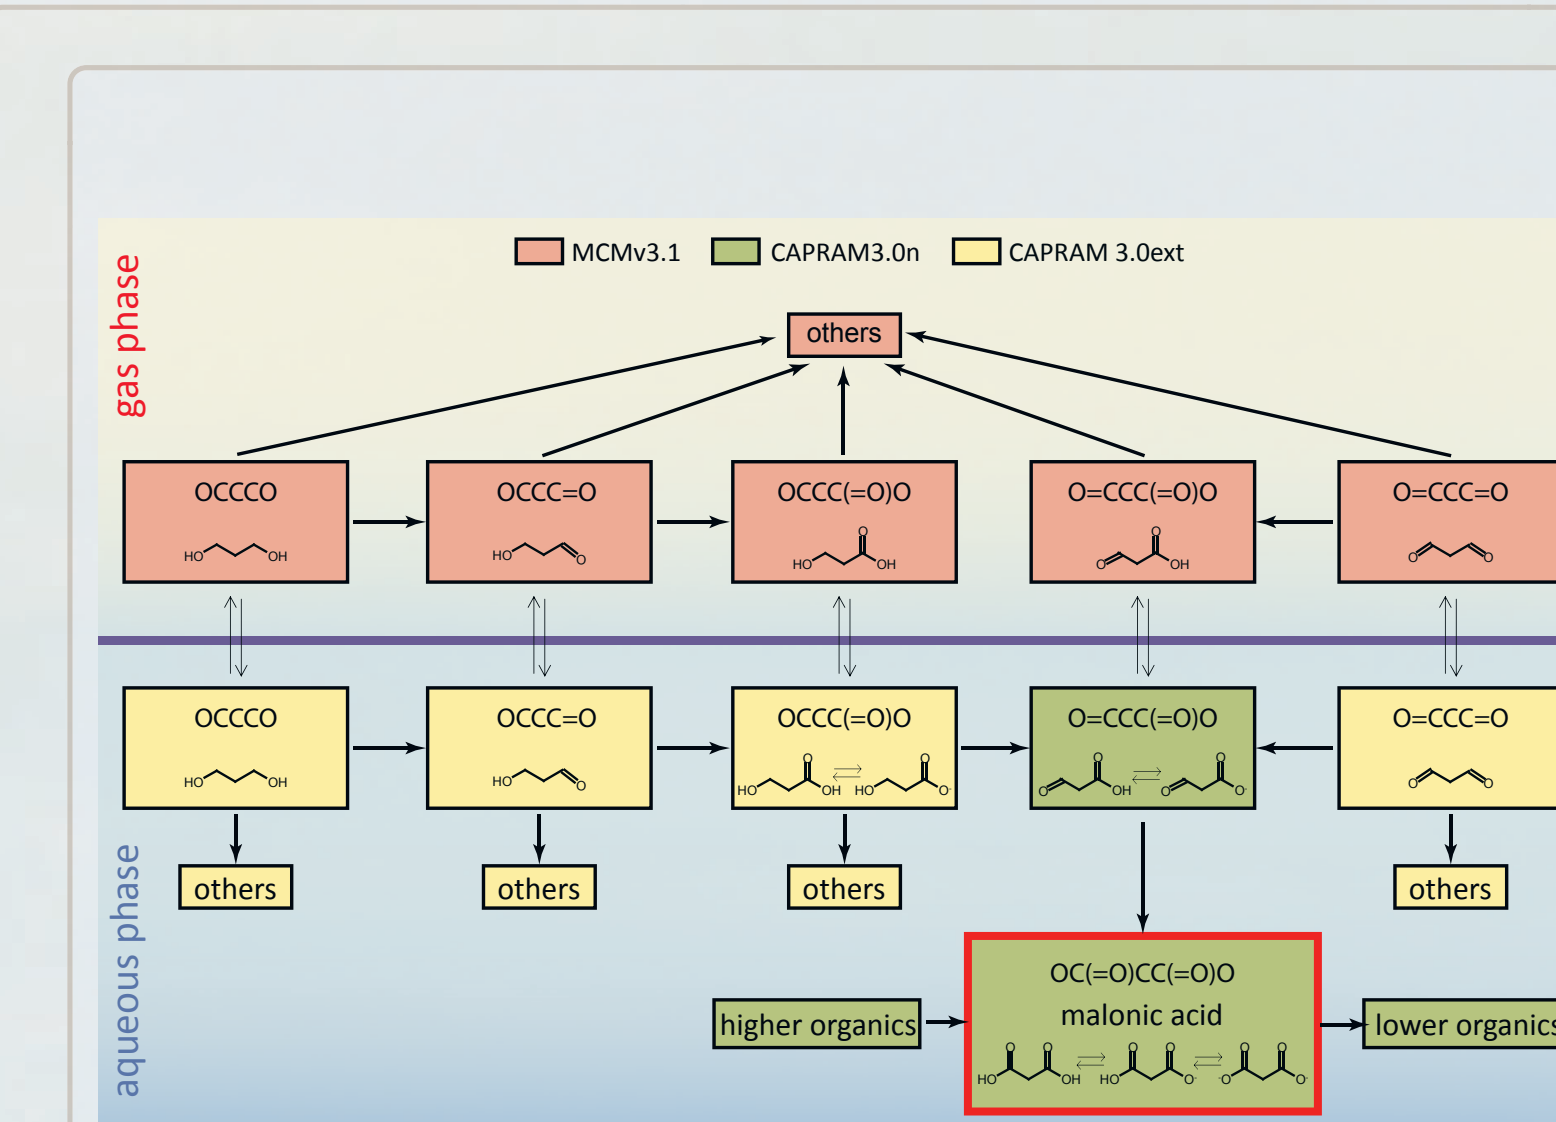 gas phase
MCMv3.1 CAPRAM3.0n CAPRAM 3.0ext
others
OCCCO OCCC=O OCCC(=O)O O=CCC(=O)O O=CCC=O
HO OH HO O HO O OH O O OH O O
OCCCO OCCC=O OCCC(=O)O O=CCC(=O)O O=CCC=O
HO OH HO O HO O OH HO O O- O O OH O O O- O O
others others others others
aqueous phase
OC(=O)CC(=O)O
malonic acid
higher organics lower organics
HO O O OH HO O O O- -O O O O-